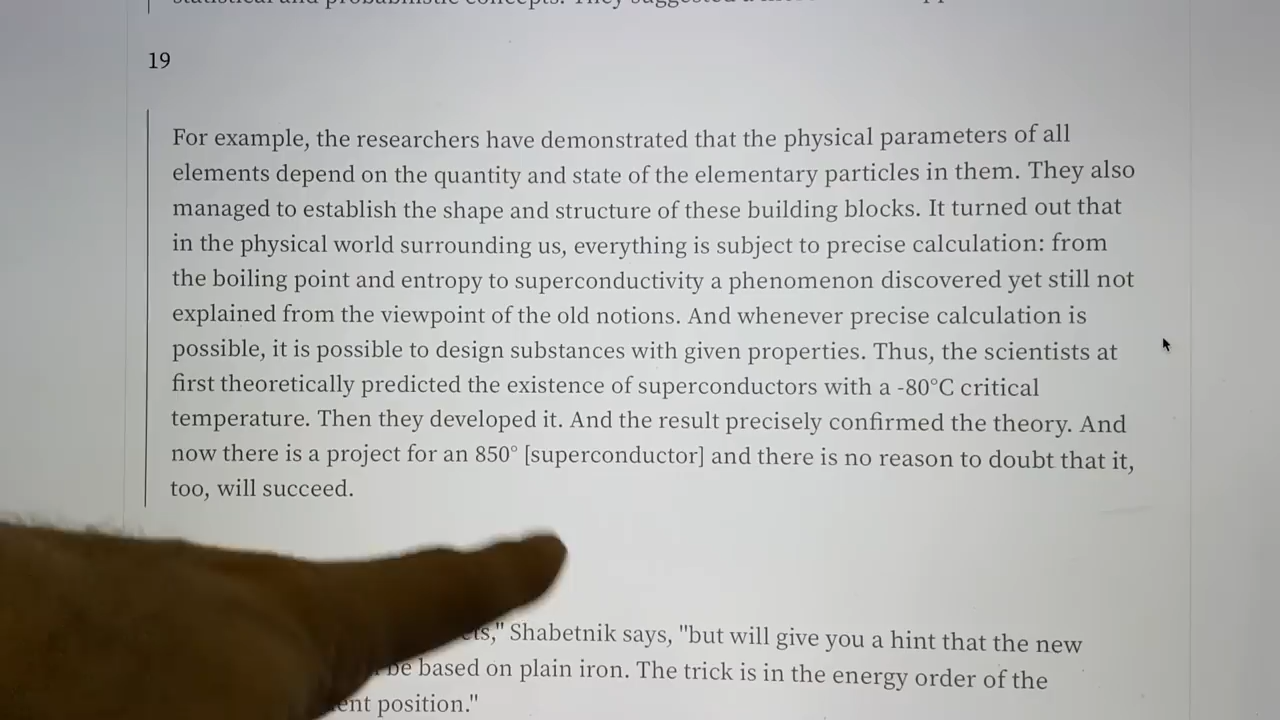 19
For example, the researchers have demonstrated that the physical parameters of all
elements depend on the quantity and state of the elementary particles in them. They also
managed to establish the shape and structure of these building blocks. It turned out that
in the physical world surrounding us, everything is subject to precise calculation: from
the boiling point and entropy to superconductivity a phenomenon discovered yet still not
explained from the viewpoint of the old notions. And whenever precise calculation is
possible, it is possible to design substances with given properties. Thus, the scientists at
first theoretically predicted the existence of superconductors with a -80°C critical
temperature. Then they developed it. And the result precisely confirmed the theory. And
now there is a project for an 850° [superconductor] and there is no reason to doubt that it,
too, will succeed.
Shabetnik says, "but will give you a hint that the new
be based on plain iron. The trick is in the energy order of the
position."